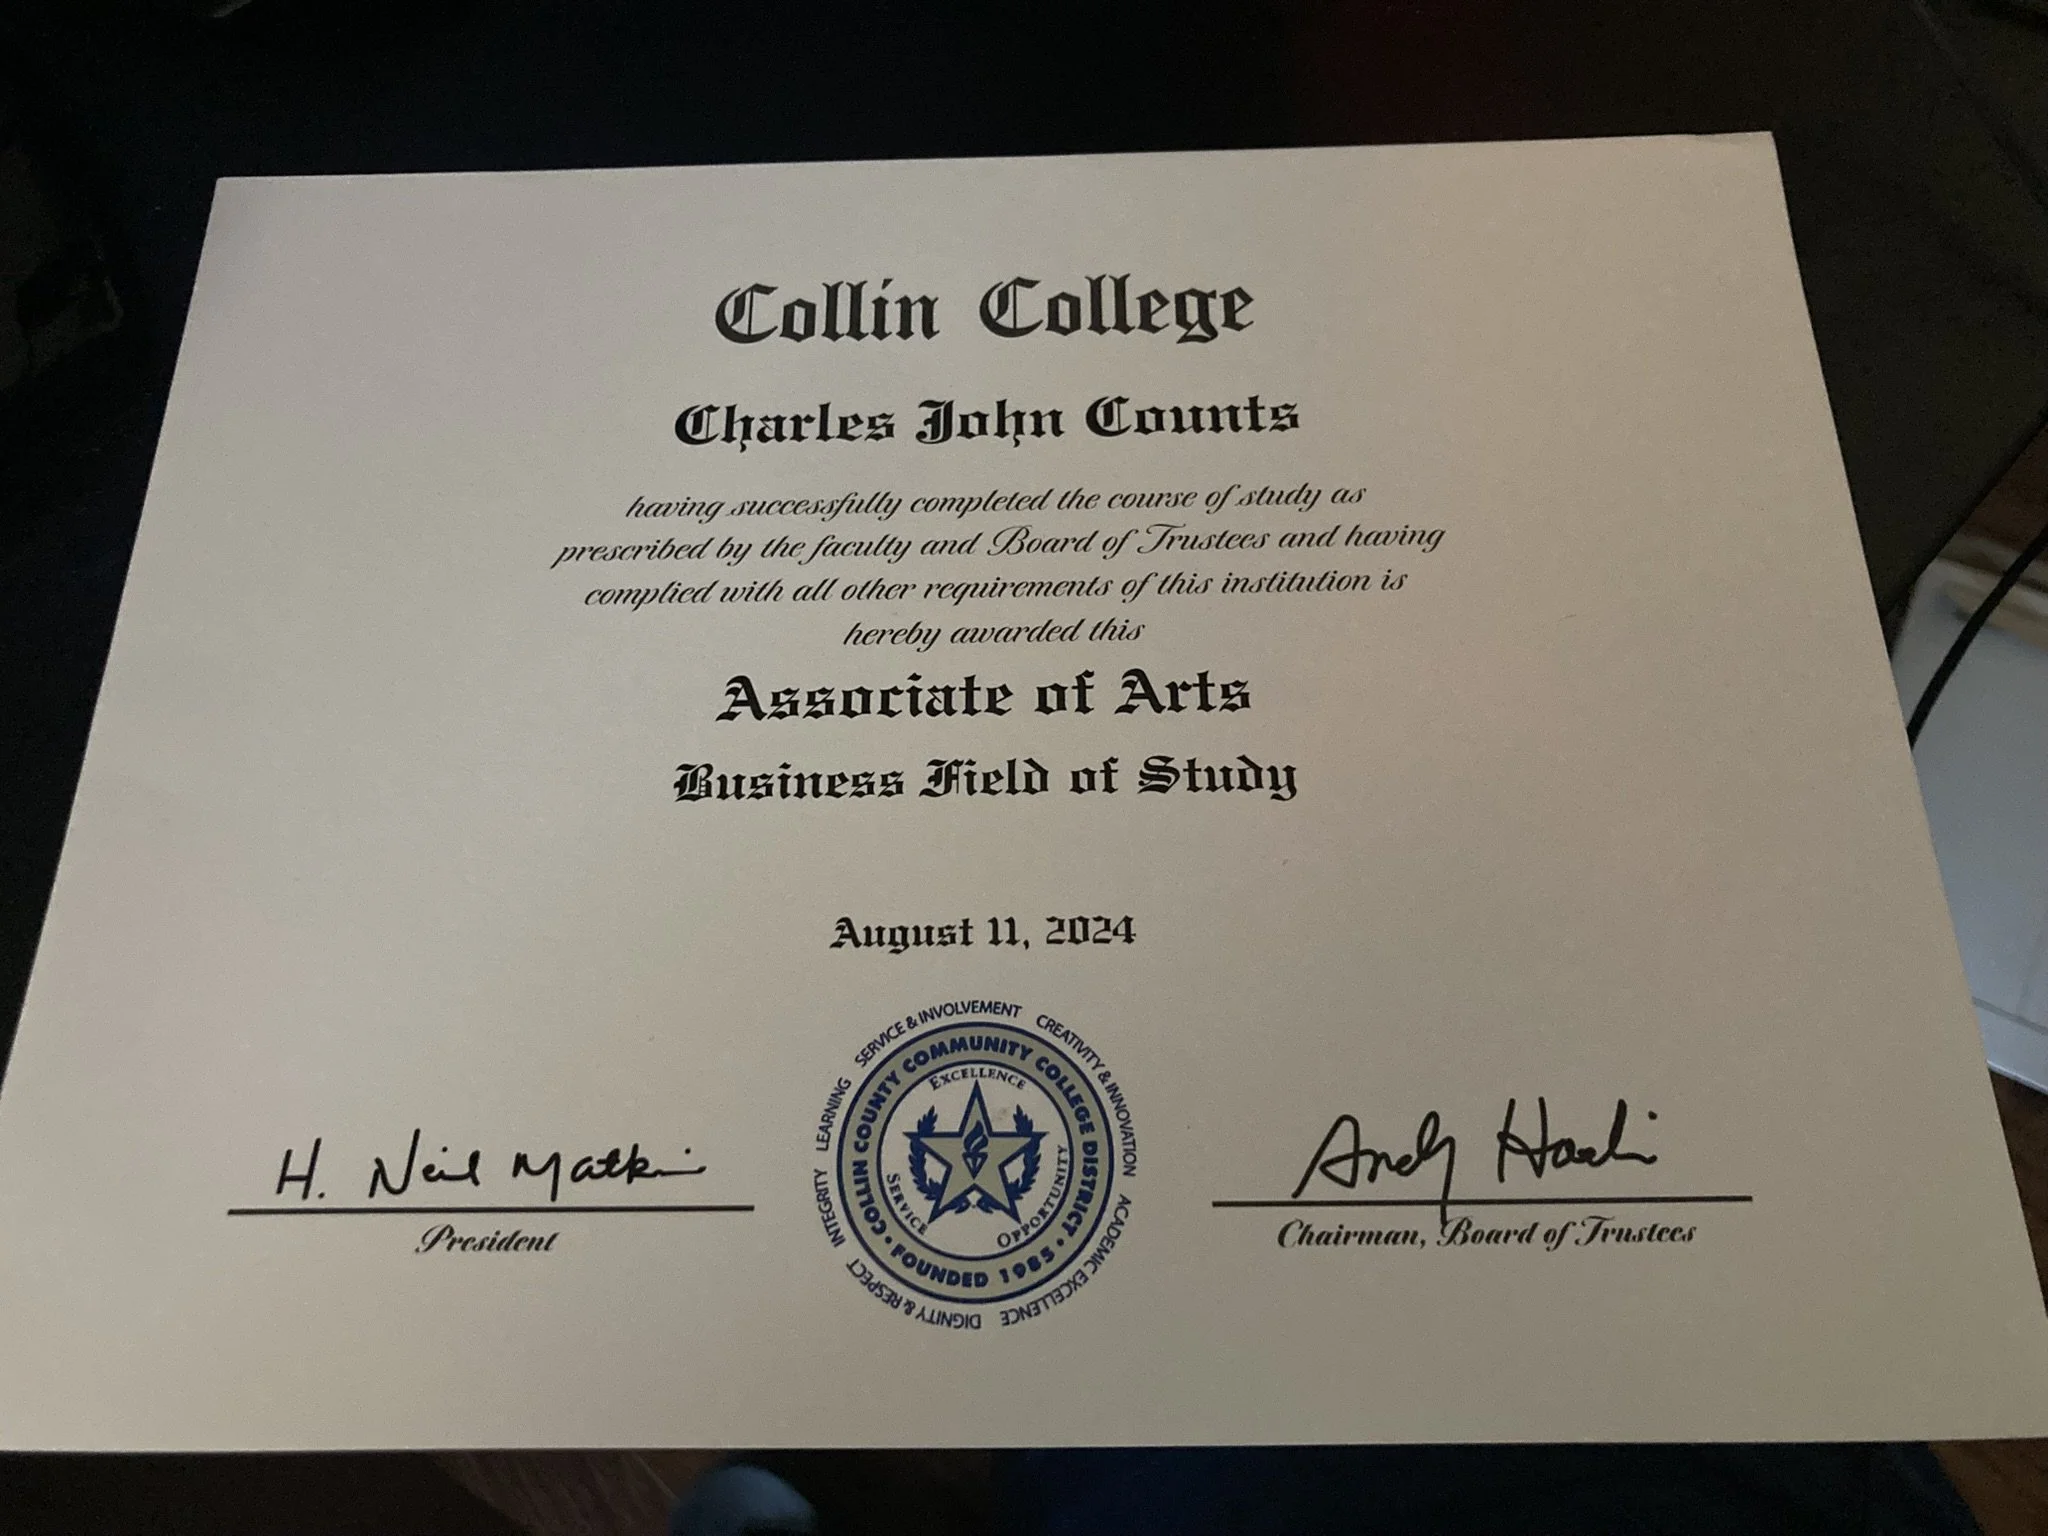 Collin College
Charles John Counts
having successfully completed the course of study as
prescribed by the faculty and Board of Trustees and having
complied with all other requirements of this institution is
hereby awarded this
Associate of Arts
Business Field of Study
August 11, 2024
LEARNING SERVICE & INVOLVEMENT CREATIVITY & INNOVATION ACADEMIC EXCELLENCE DIGNITY & RESPECT INTEGRITY
COLLIN COUNTY COMMUNITY COLLEGE DISTRICT • FOUNDED 1985 •
EXCELLENCE
SERVICE
OPPORTUNITY
H. Neil Matkin
President
Andy Hardin
Chairman, Board of Trustees